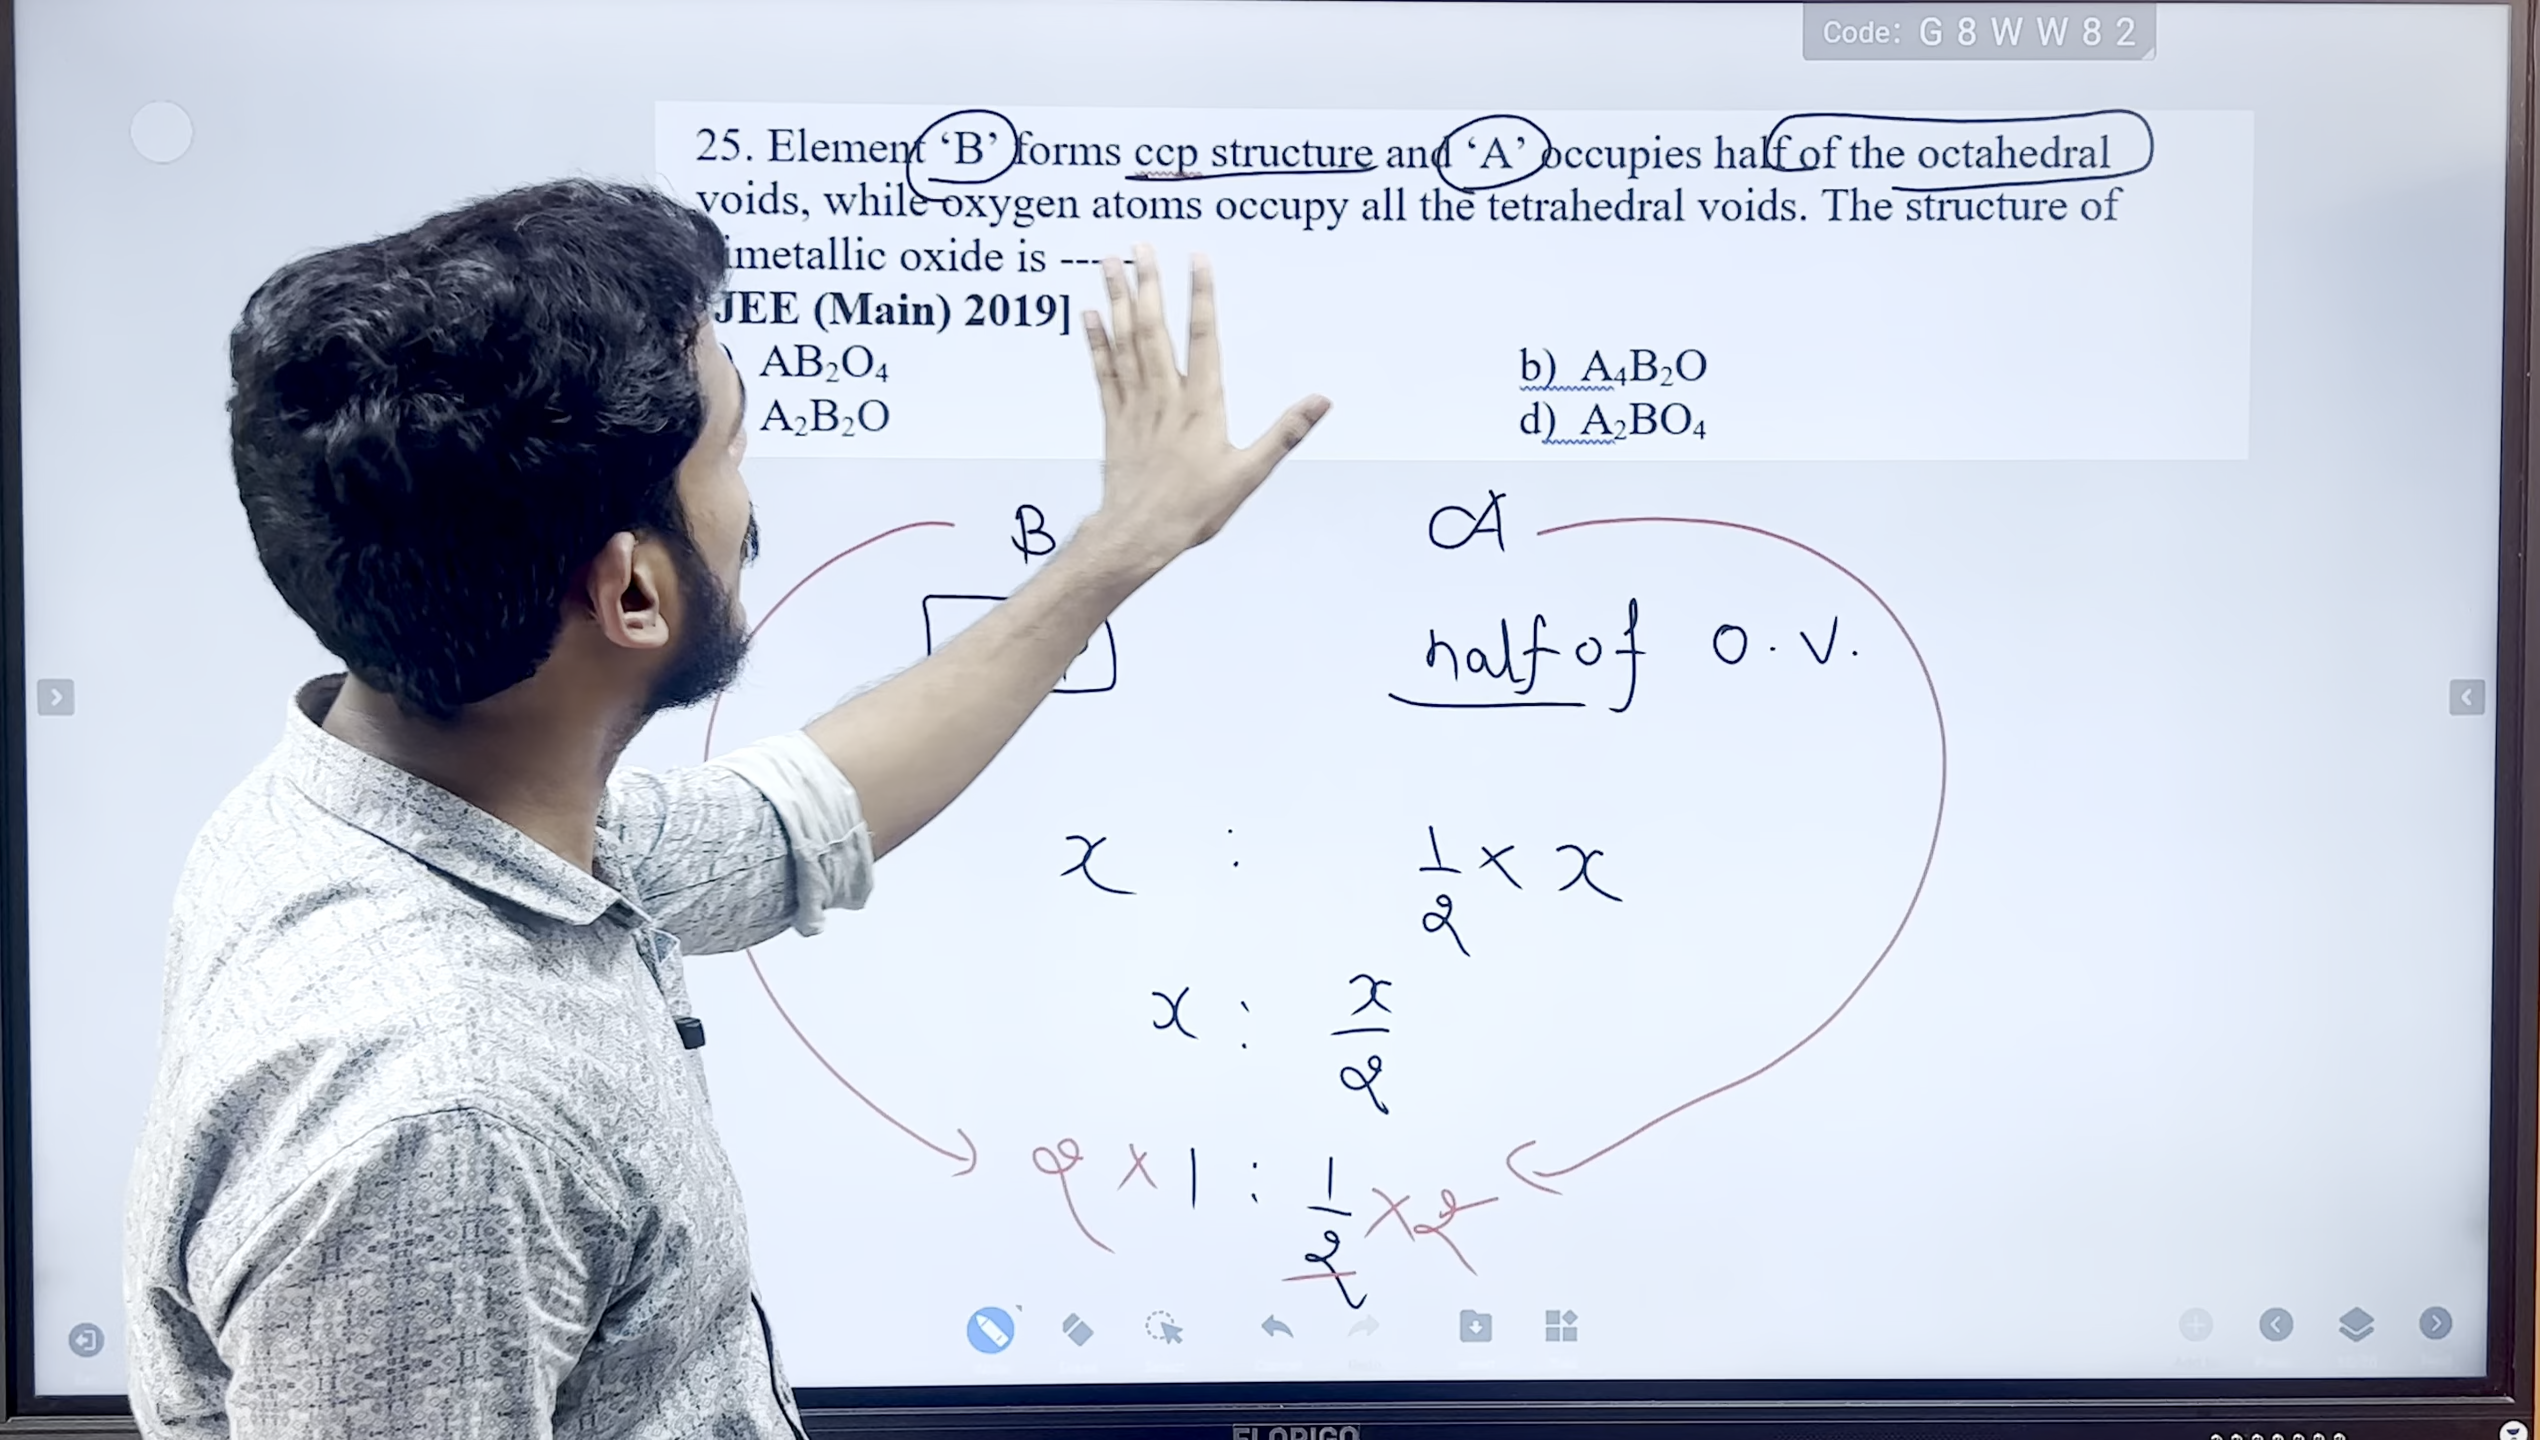 Code: G 8 W W 8 2
25. Element ‘B’ forms ccp structure and ‘A’ occupies half of the octahedral
voids, while oxygen atoms occupy all the tetrahedral voids. The structure of
imetallic oxide is -----
JEE (Main) 2019]
) AB₂O₄
b) A₄B₂O
A₂B₂O
d) A₂BO₄
B A
half of O.V.
x : 1/2 × x
x : x/2
2 × 1 : 1/2 × 2